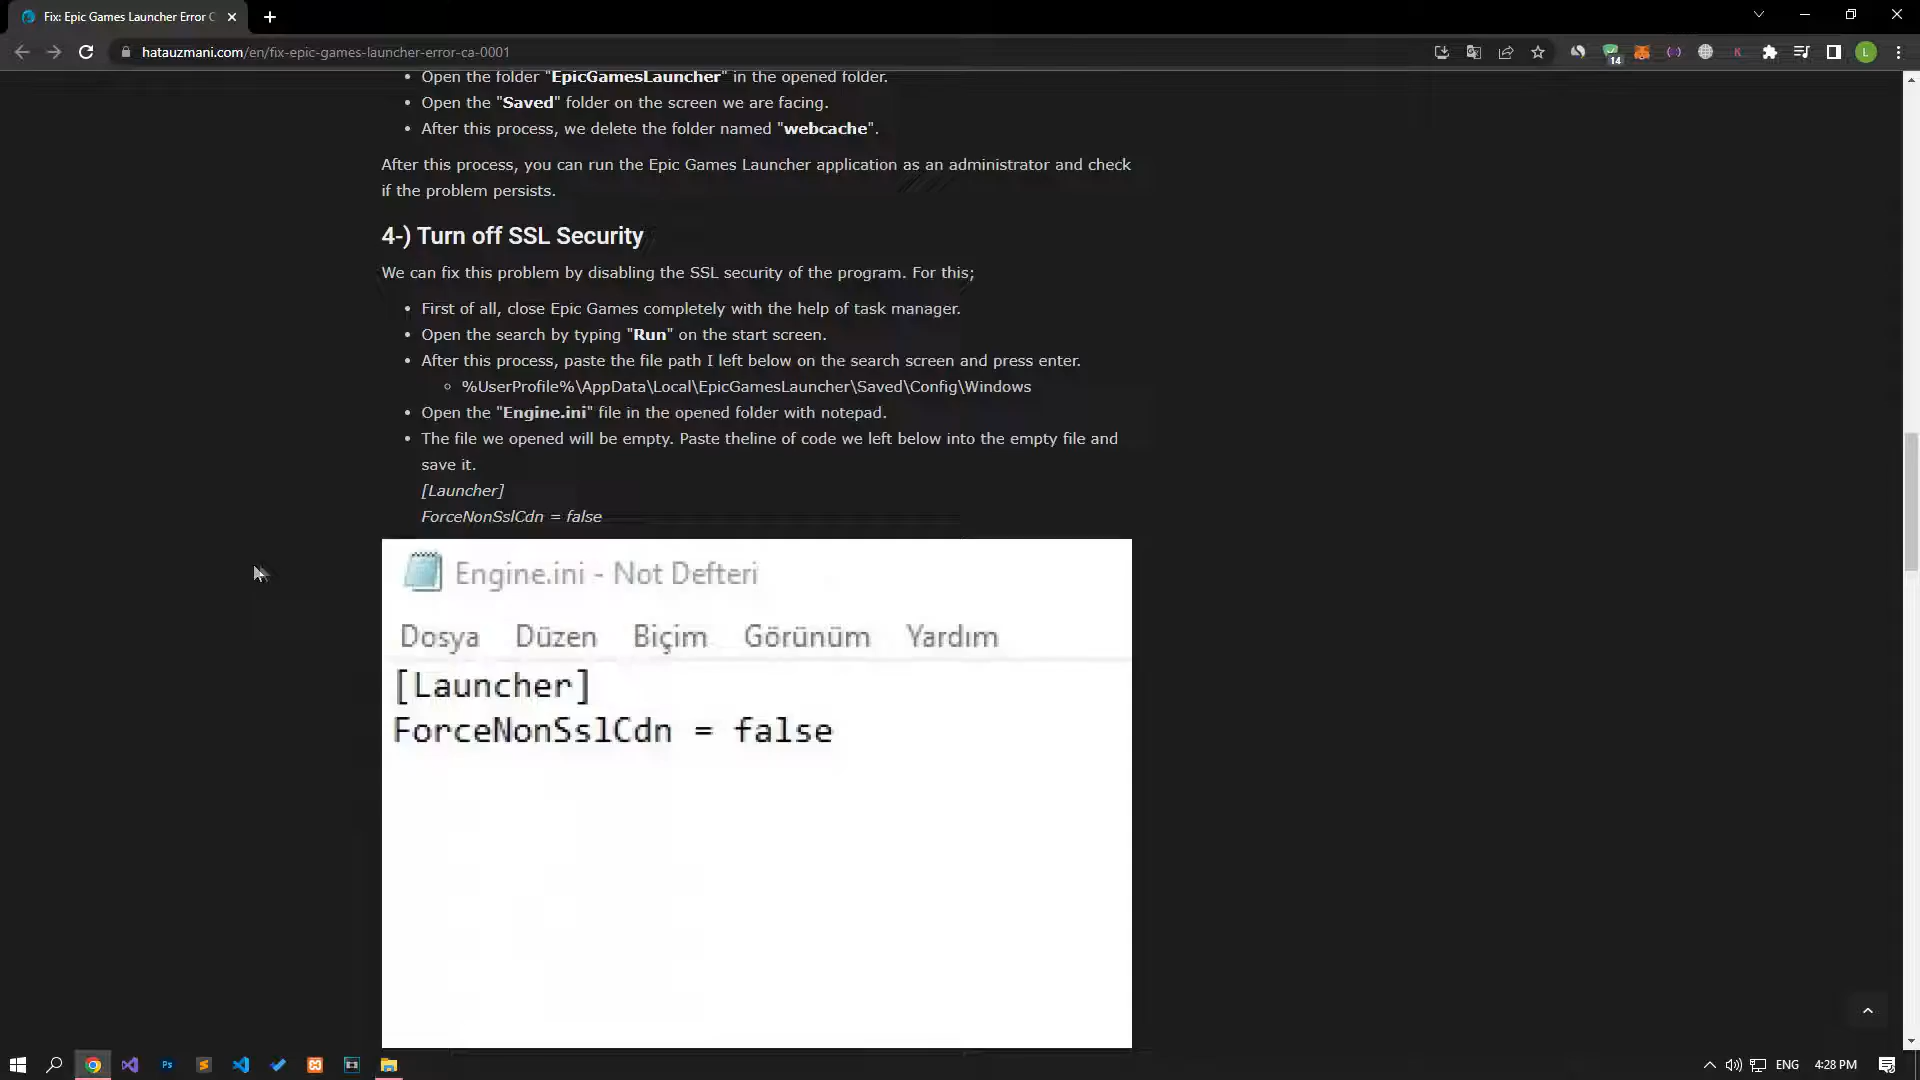 Fix: Epic Games Launcher Error C
hatauzmani.com/en/fix-epic-games-launcher-error-ca-0001
14
K
L
• Open the folder "EpicGamesLauncher" in the opened folder.
• Open the "Saved" folder on the screen we are facing.
• After this process, we delete the folder named "webcache".
After this process, you can run the Epic Games Launcher application as an administrator and check
if the problem persists.
4-) Turn off SSL Security
We can fix this problem by disabling the SSL security of the program. For this;
• First of all, close Epic Games completely with the help of task manager.
• Open the search by typing "Run" on the start screen.
• After this process, paste the file path I left below on the search screen and press enter.
◦ %UserProfile%\AppData\Local\EpicGamesLauncher\Saved\Config\Windows
• Open the "Engine.ini" file in the opened folder with notepad.
• The file we opened will be empty. Paste theline of code we left below into the empty file and
save it.
[Launcher]
ForceNonSslCdn = false
Engine.ini - Not Defteri
Dosya Düzen Biçim Görünüm Yardım
[Launcher]
ForceNonSslCdn = false
Ps
ENG
4:28 PM